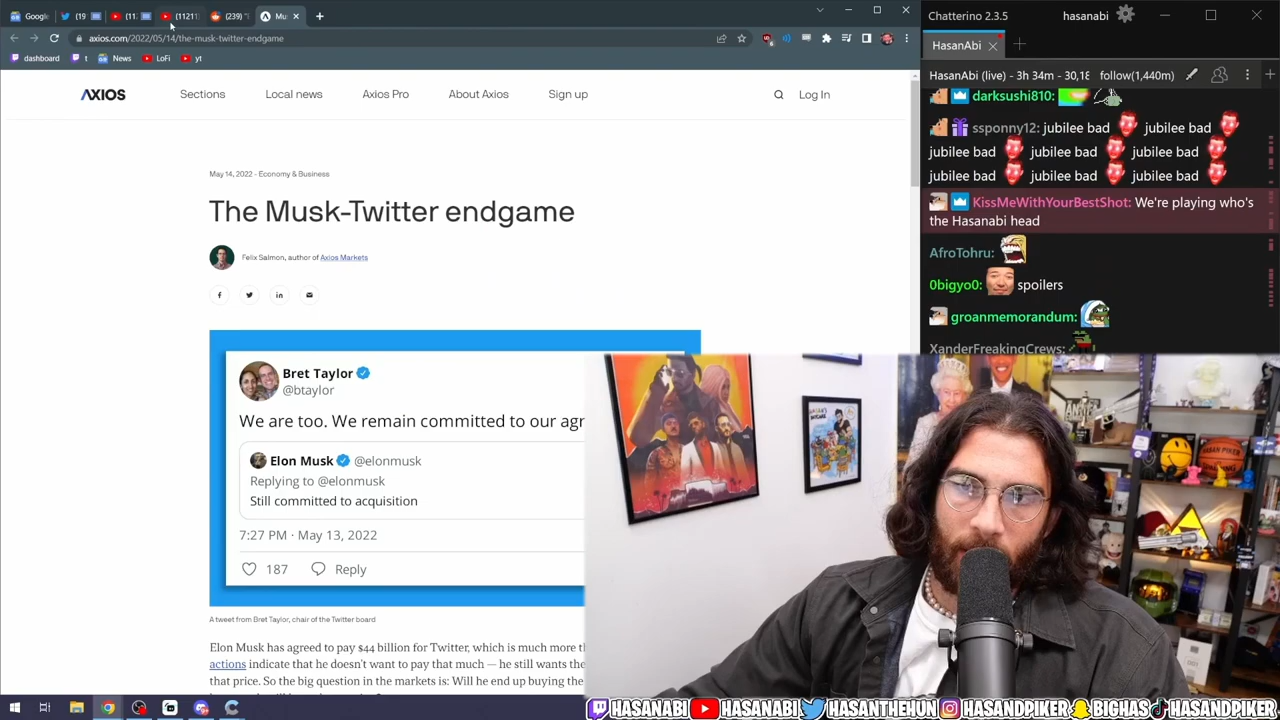 Google
(19
(11
(11211
(239) "
Mu
axios.com/2022/05/14/the-musk-twitter-endgame
dashboard
t
News
LoFi
yt
AXIOS
Sections
Local news
Axios Pro
About Axios
Sign up
Log In
May 14, 2022 - Economy & Business
The Musk-Twitter endgame
Felix Salmon, author of Axios Markets
Bret Taylor
@btaylor
We are too. We remain committed to our agr
Elon Musk @elonmusk
Replying to @elonmusk
Still committed to acquisition
7:27 PM · May 13, 2022
187
Reply
A tweet from Bret Taylor, chair of the Twitter board
Elon Musk has agreed to pay $44 billion for Twitter, which is much more th
actions indicate that he doesn't want to pay that much — he still wants the
that price. So the big question in the markets is: Will he end up buying the
Chatterino 2.3.5
hasanabi
HasanAbi
HasanAbi (live) - 3h 34m - 30,18
follow(1,440m)
darksushi810:
ssponny12: jubilee bad jubilee bad
jubilee bad jubilee bad
jubilee bad jubilee bad
KissMeWithYourBestShot: We're playing who's
the Hasanabi head
AfroTohru:
0bigyo0: spoilers
groanmemorandum:
XanderFreakingCrews:
HASAN PIKER
HASANABI
HASANABI
HASANTHEHUN
HASANDPIKER
BIGHAS
HASANDPIKER